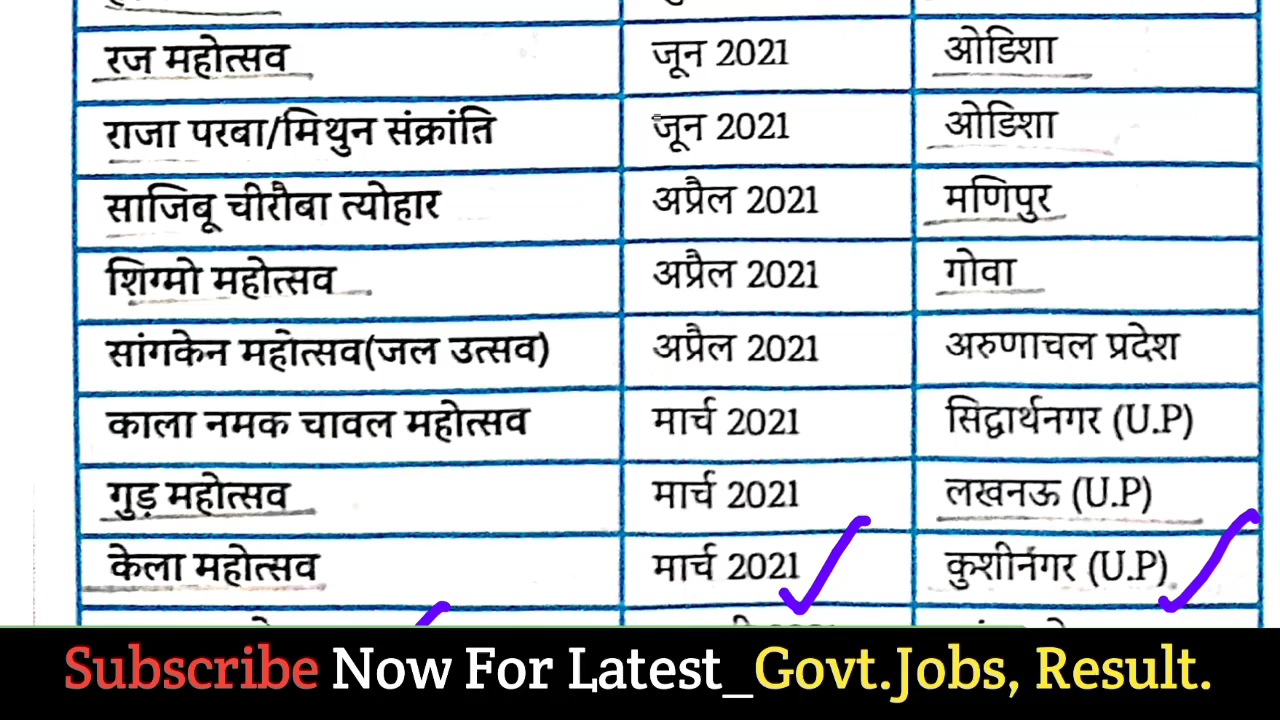 रज महोत्सव जून 2021 ओडिशा
राजा परबा/मिथुन संक्रांति जून 2021 ओडिशा
साजिबू चीरौबा त्योहार अप्रैल 2021 मणिपुर
शिग्मो महोत्सव अप्रैल 2021 गोवा
सांगकेन महोत्सव(जल उत्सव) अप्रैल 2021 अरुणाचल प्रदेश
काला नमक चावल महोत्सव मार्च 2021 सिद्धार्थनगर (U.P)
गुड़ महोत्सव मार्च 2021 लखनऊ (U.P)
केला महोत्सव मार्च 2021 कुशीनगर (U.P)
Subscribe Now For Latest_Govt.Jobs, Result.